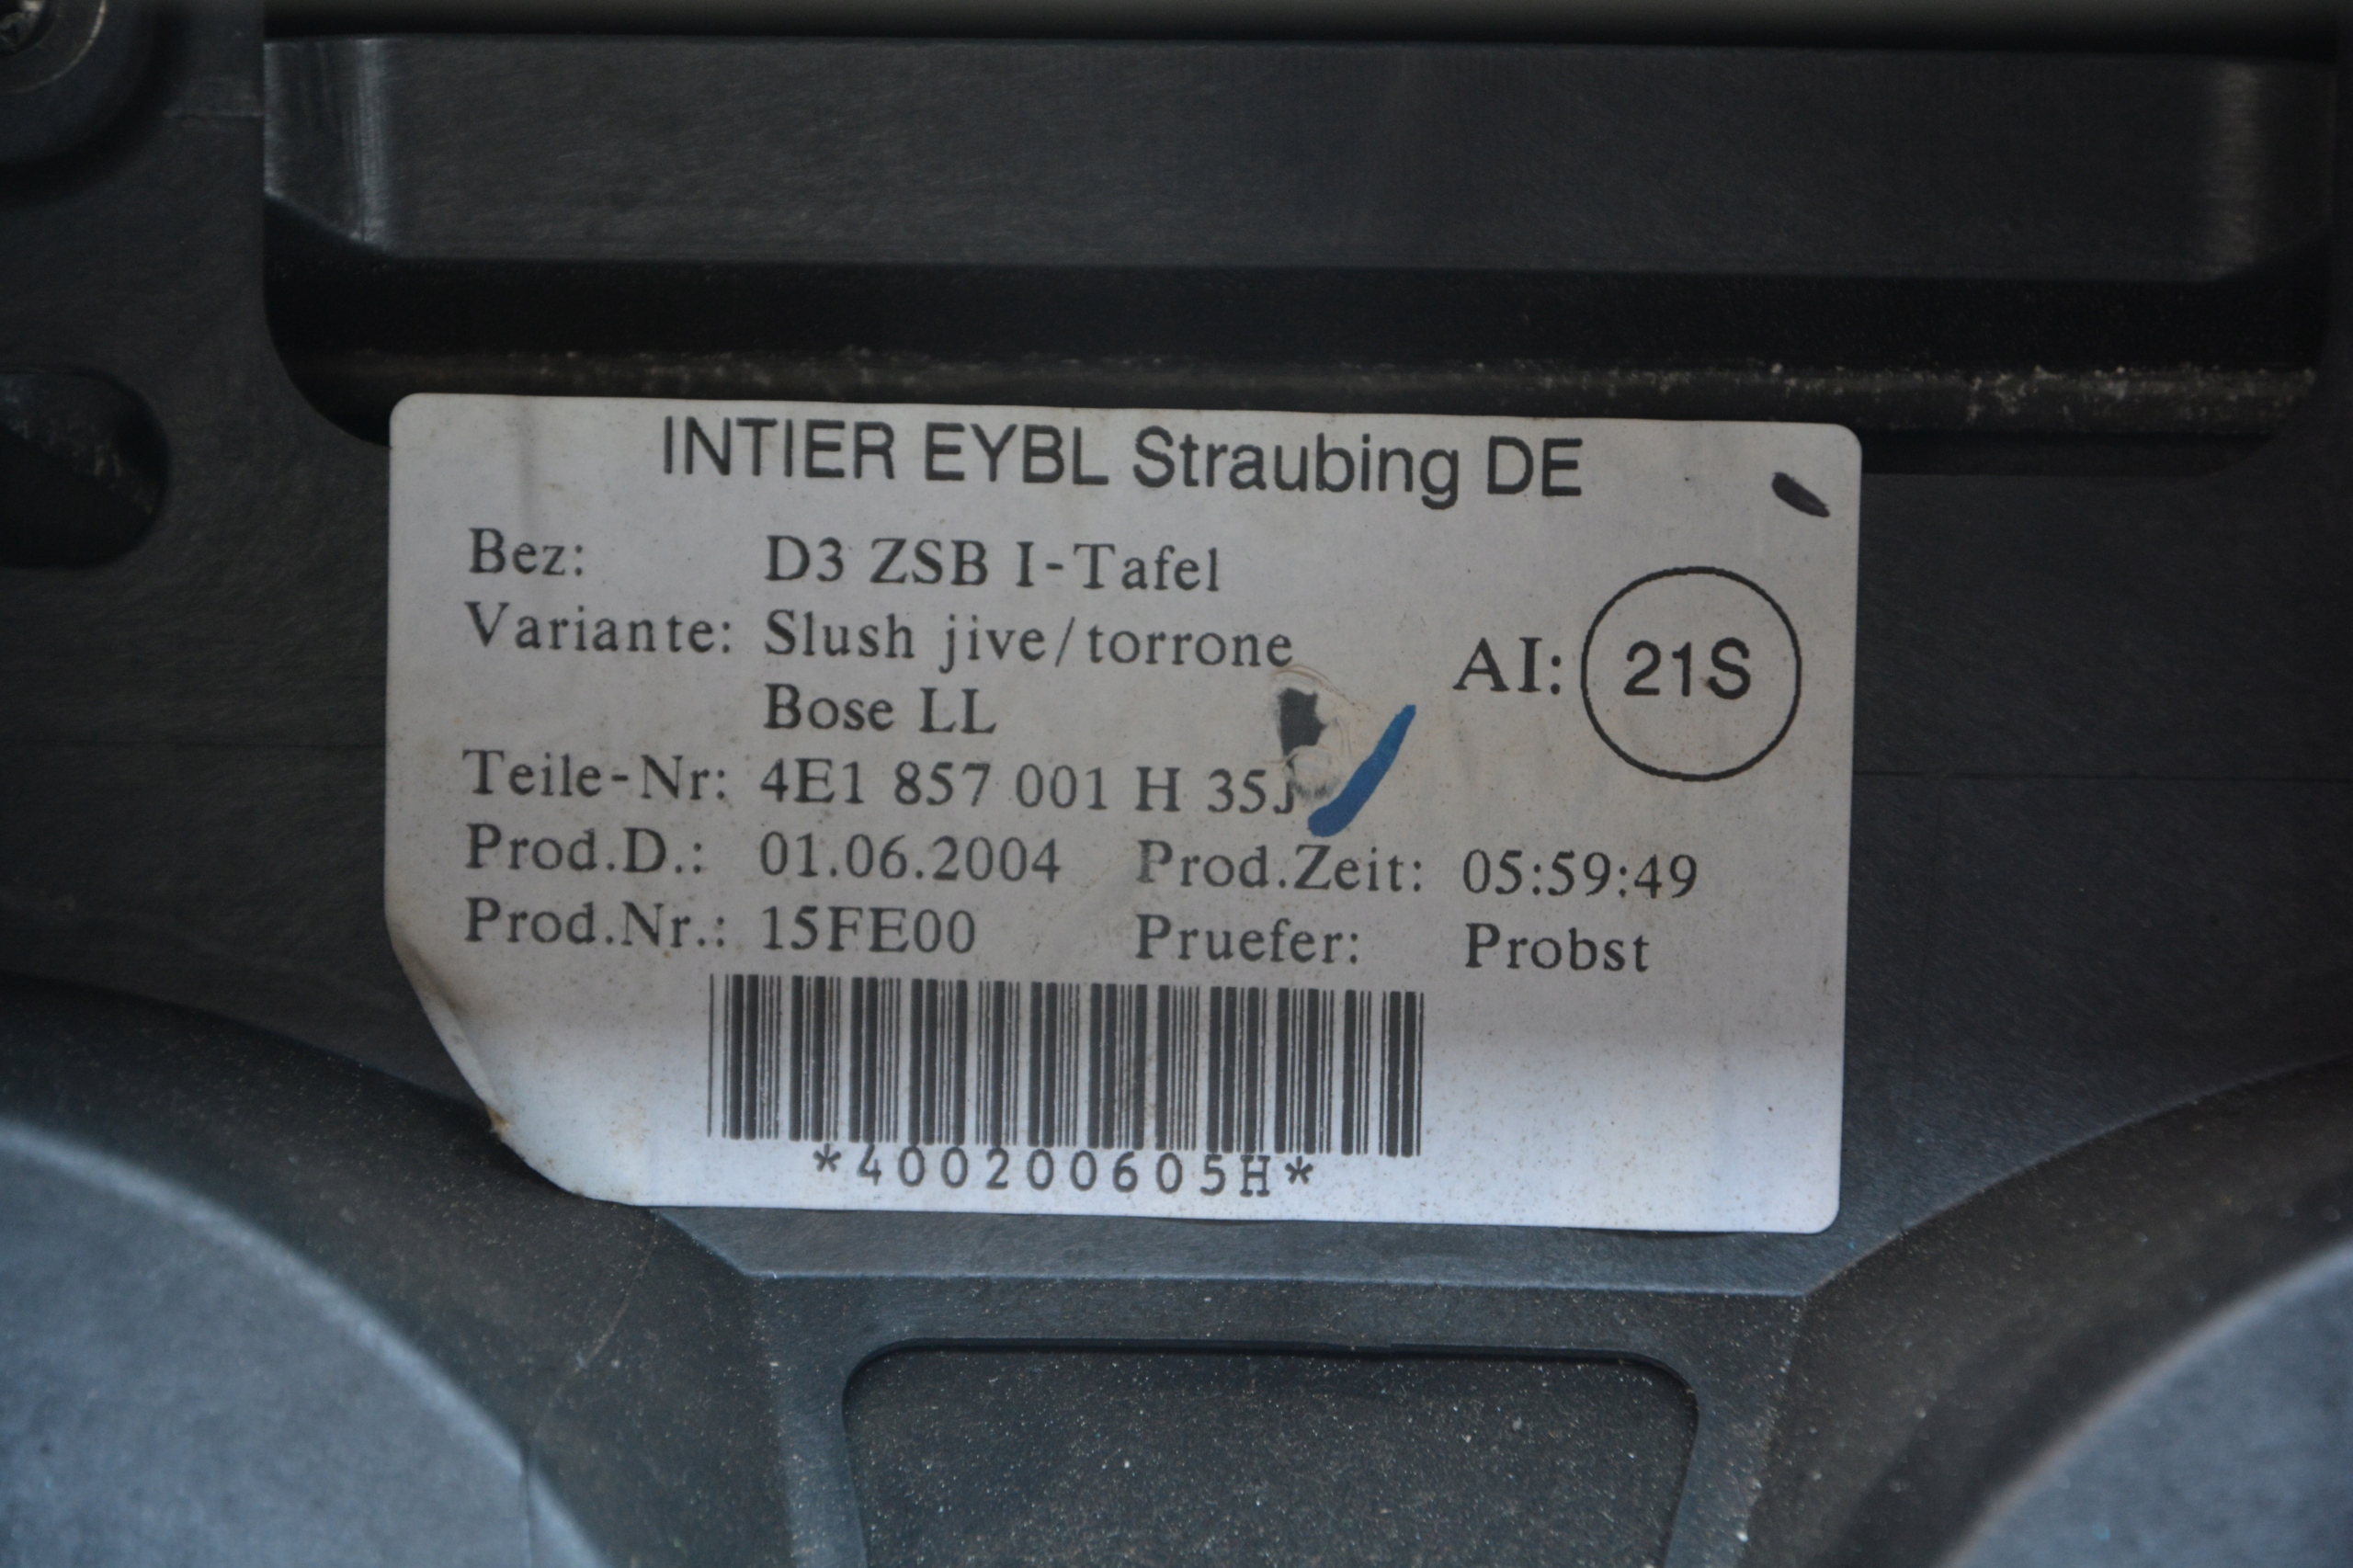 INTIER EYBL Straubing DE
Bez: D3 ZSB I-Tafel
Variante: Slush jive/torrone
Bose LL
AI: 21S
Teile-Nr: 4E1 857 001 H 35J
Prod.D.: 01.06.2004 Prod.Zeit: 05:59:49
Prod.Nr.: 15FE00 Pruefer: Probst
*400200605H*